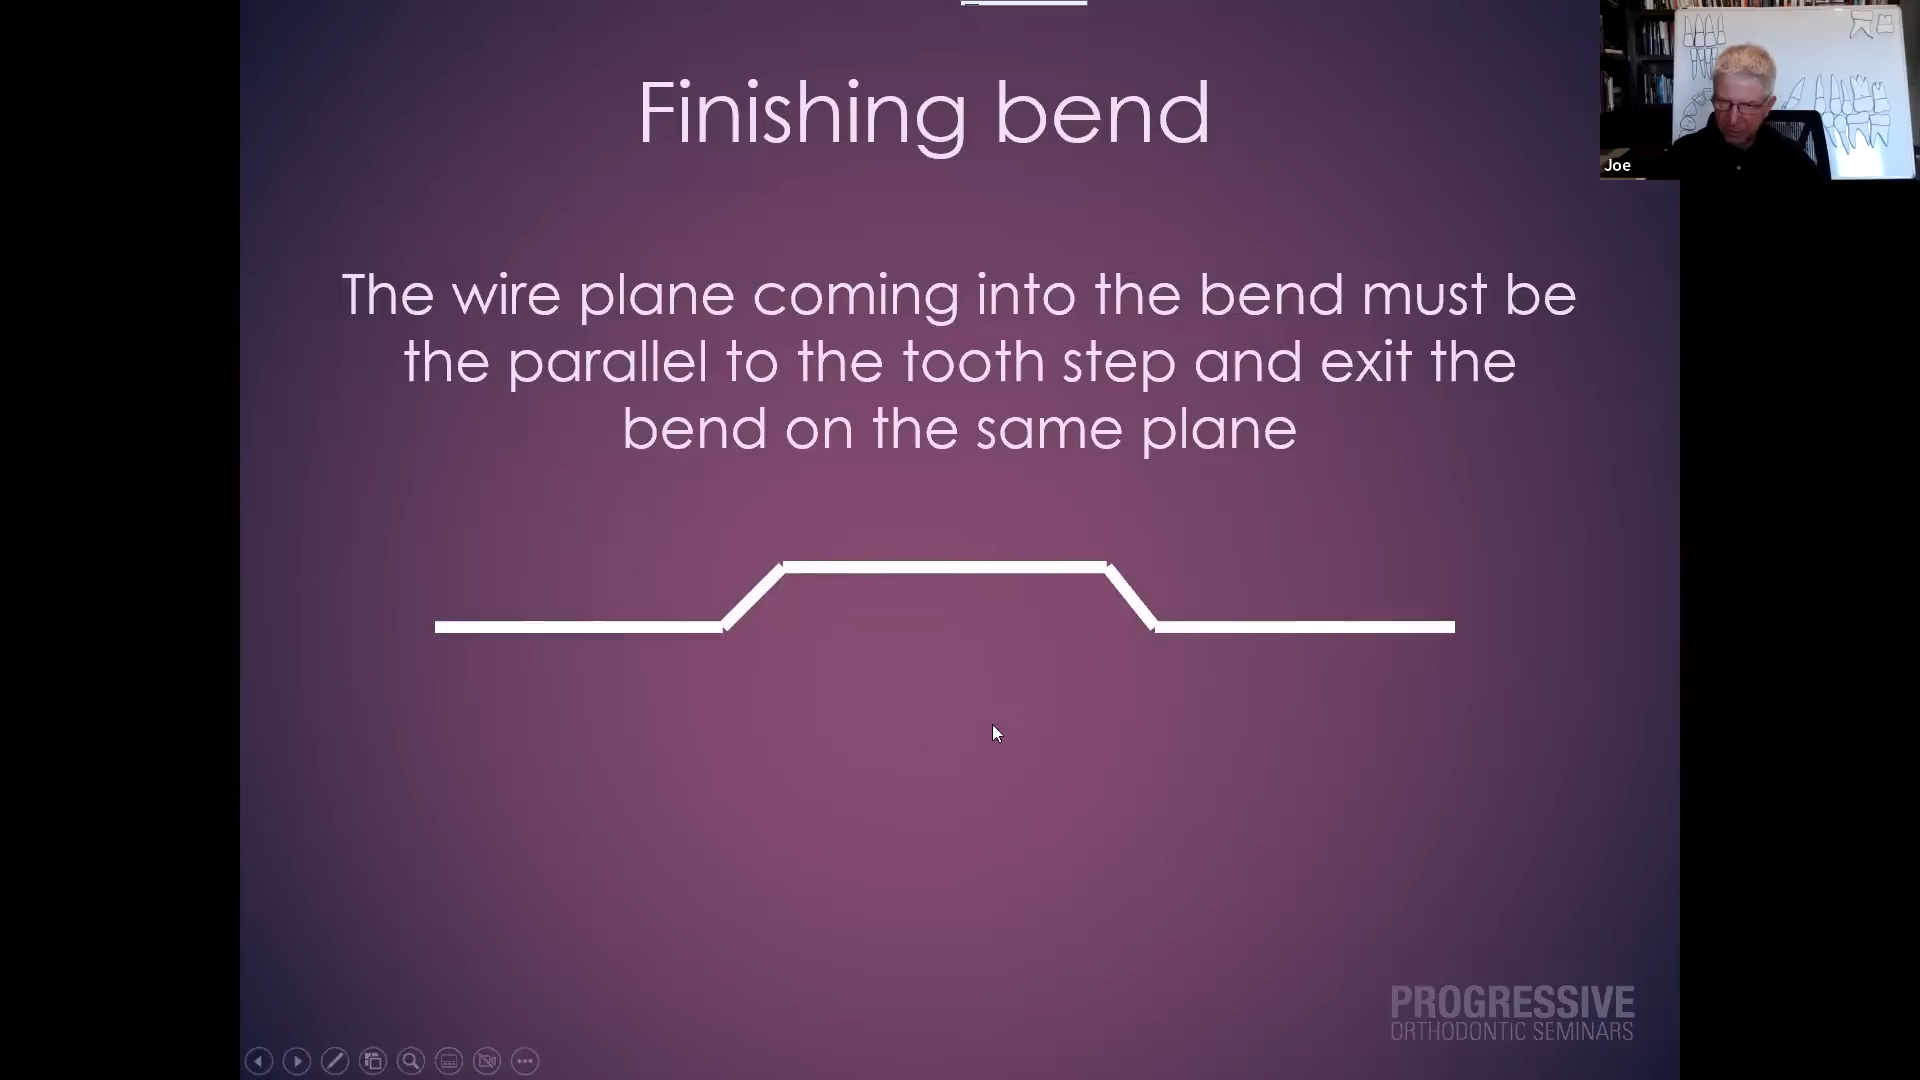 Finishing bend
Joe
The wire plane coming into the bend must be
the parallel to the tooth step and exit the
bend on the same plane
PROGRESSIVE
ORTHODONTIC SEMINARS